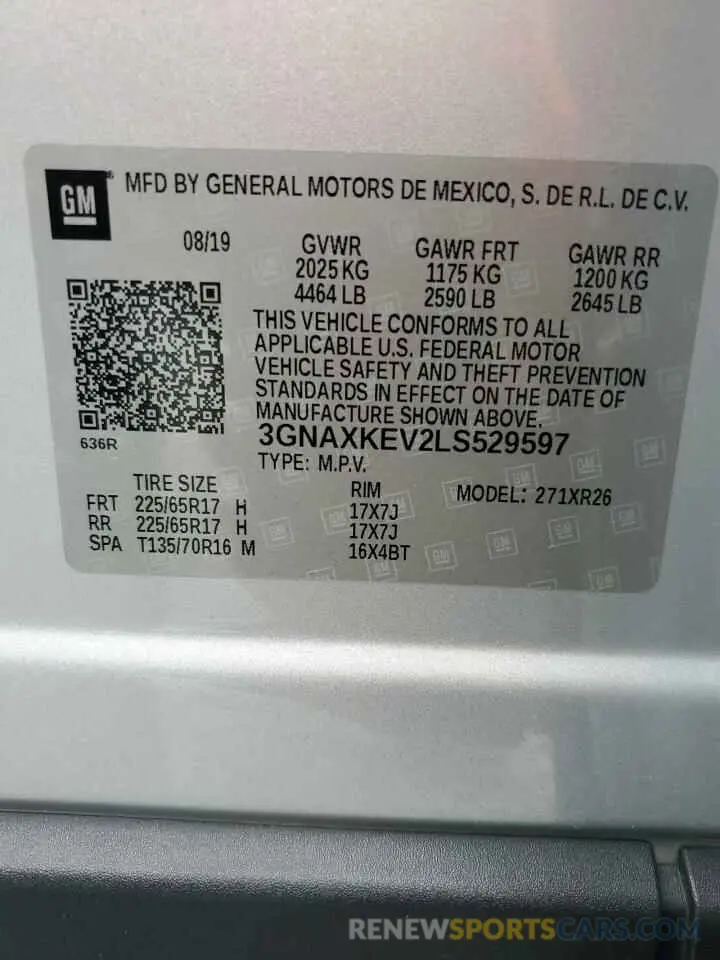 GM MFD BY GENERAL MOTORS DE MEXICO, S. DE R.L. DE C.V.
08/19 GVWR GAWR FRT GAWR RR
2025 KG 1175 KG 1200 KG
4464 LB 2590 LB 2645 LB
THIS VEHICLE CONFORMS TO ALL
APPLICABLE U.S. FEDERAL MOTOR
VEHICLE SAFETY AND THEFT PREVENTION
STANDARDS IN EFFECT ON THE DATE OF
MANUFACTURE SHOWN ABOVE.
636R 3GNAXKEV2LS529597
TYPE: M.P.V.
TIRE SIZE RIM MODEL: 271XR26
FRT 225/65R17 H 17X7J
RR 225/65R17 H 17X7J
SPA T135/70R16 M 16X4BT
RENEWSPORTSCARS.COM